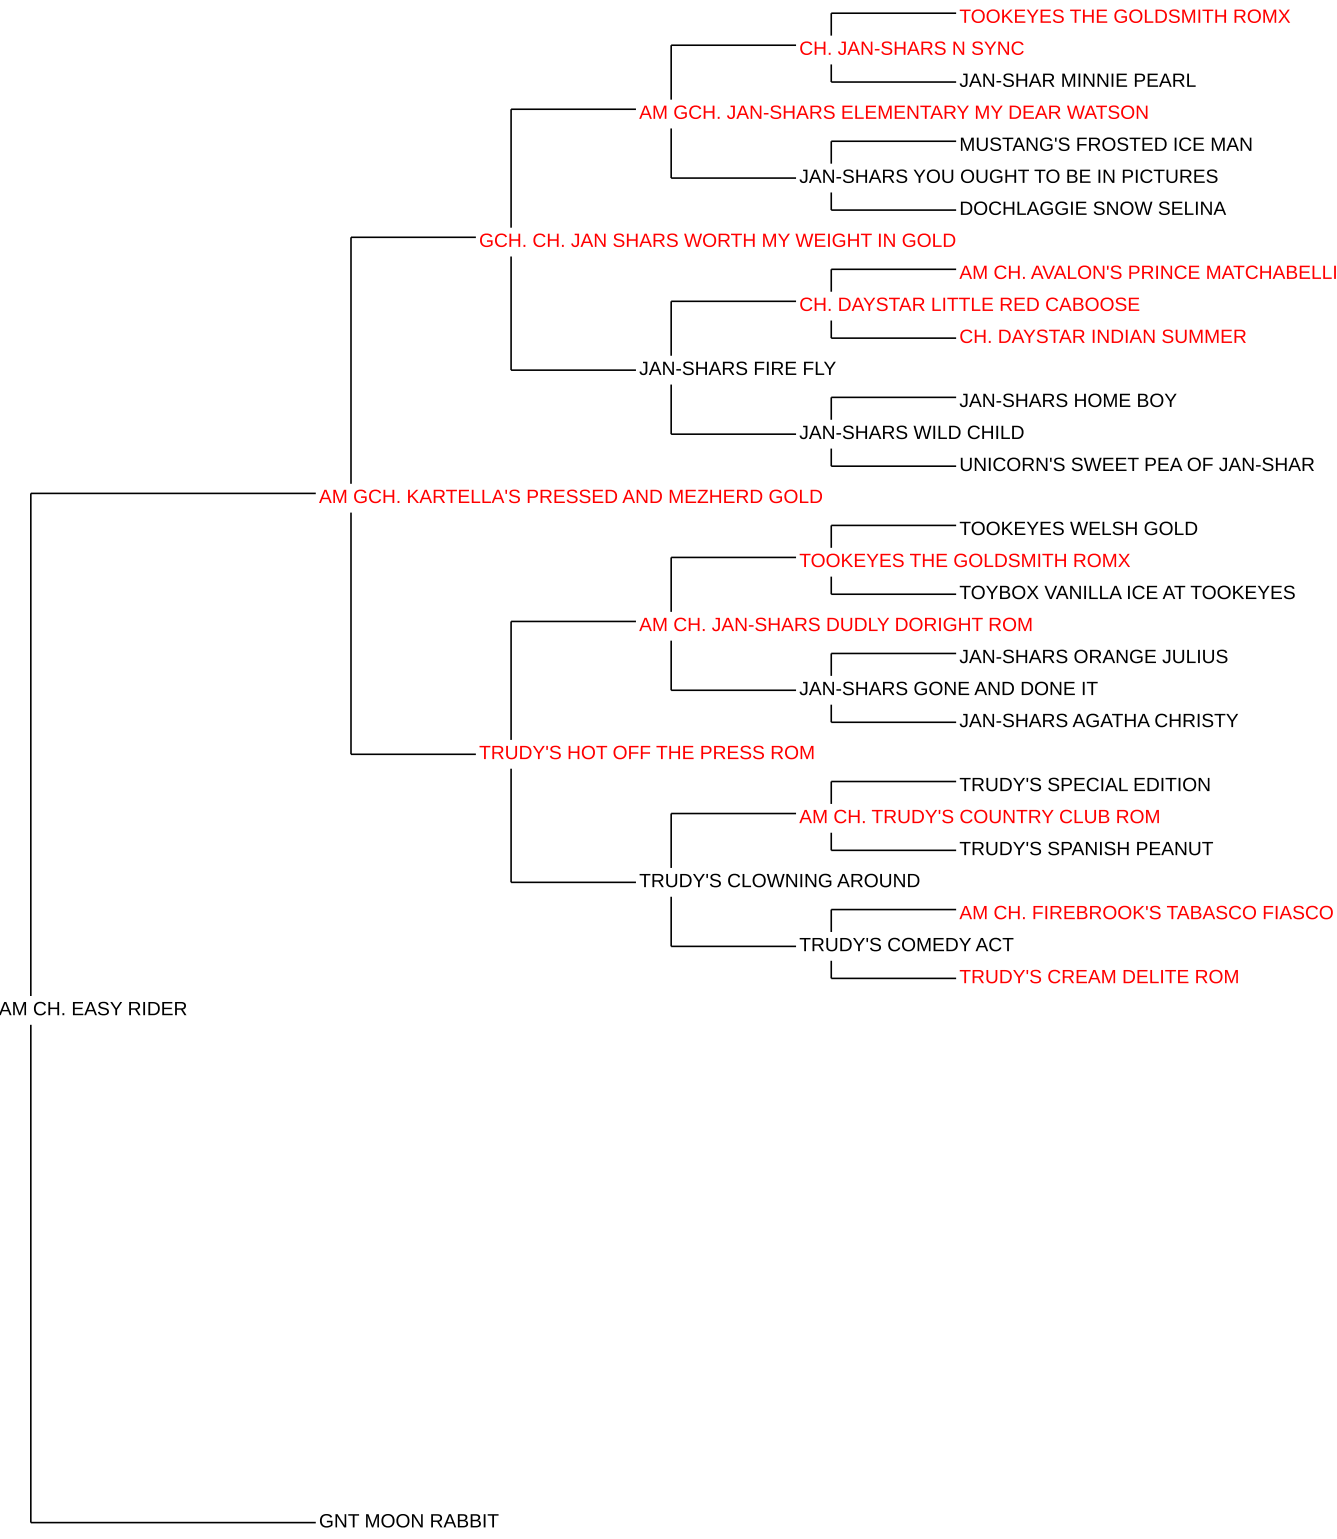 TOOKEYES THE GOLDSMITH ROMX
CH. JAN-SHARS N SYNC
JAN-SHAR MINNIE PEARL
AM GCH. JAN-SHARS ELEMENTARY MY DEAR WATSON
MUSTANG'S FROSTED ICE MAN
JAN-SHARS YOU OUGHT TO BE IN PICTURES
DOCHLAGGIE SNOW SELINA
GCH. CH. JAN SHARS WORTH MY WEIGHT IN GOLD
AM CH. AVALON'S PRINCE MATCHABELLI
CH. DAYSTAR LITTLE RED CABOOSE
CH. DAYSTAR INDIAN SUMMER
JAN-SHARS FIRE FLY
JAN-SHARS HOME BOY
JAN-SHARS WILD CHILD
UNICORN'S SWEET PEA OF JAN-SHAR
AM GCH. KARTELLA'S PRESSED AND MEZHERD GOLD
TOOKEYES WELSH GOLD
TOOKEYES THE GOLDSMITH ROMX
TOYBOX VANILLA ICE AT TOOKEYES
AM CH. JAN-SHARS DUDLY DORIGHT ROM
JAN-SHARS ORANGE JULIUS
JAN-SHARS GONE AND DONE IT
JAN-SHARS AGATHA CHRISTY
TRUDY'S HOT OFF THE PRESS ROM
TRUDY'S SPECIAL EDITION
AM CH. TRUDY'S COUNTRY CLUB ROM
TRUDY'S SPANISH PEANUT
TRUDY'S CLOWNING AROUND
AM CH. FIREBROOK'S TABASCO FIASCO
TRUDY'S COMEDY ACT
TRUDY'S CREAM DELITE ROM
AM CH. EASY RIDER
GNT MOON RABBIT